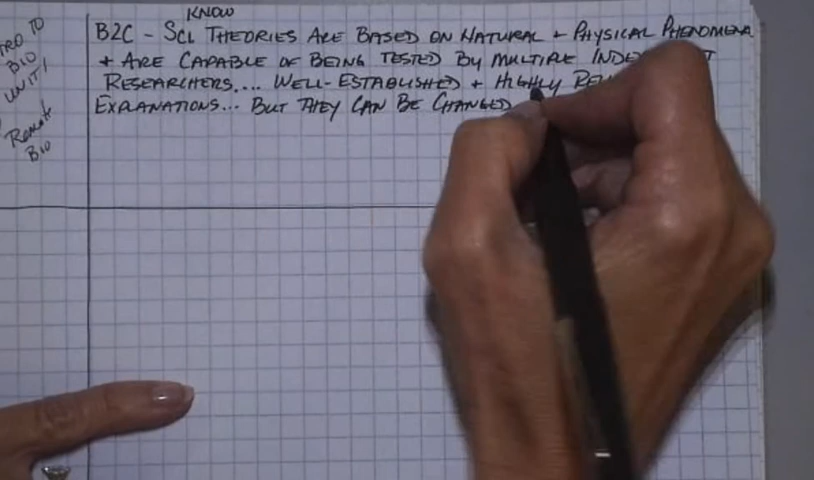 KNOW
B2C - SCI THEORIES ARE BASED ON NATURAL + PHYSICAL PHENOMENA
+ ARE CAPABLE OF BEING TESTED BY MULTIPLE
RESEARCHERS.... WELL-ESTABLISHED + HIGHLY
EXPLANATIONS... BUT THEY CAN BE CHANGED
TO
BIO
UNIT 1
BIO